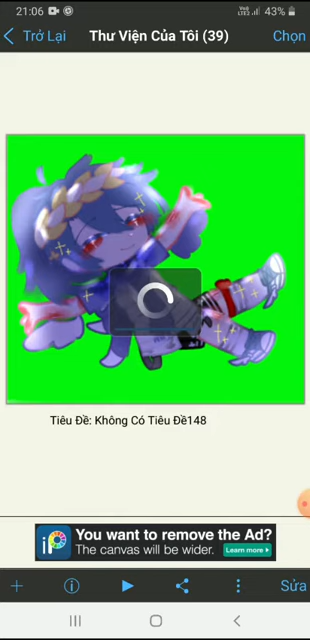 21:06 43%
Trở Lại Thư Viện Của Tôi (39) Chọn
Tiêu Đề: Không Có Tiêu Đề148
iP You want to remove the Ad?
The canvas will be wider. Learn more
Sửa